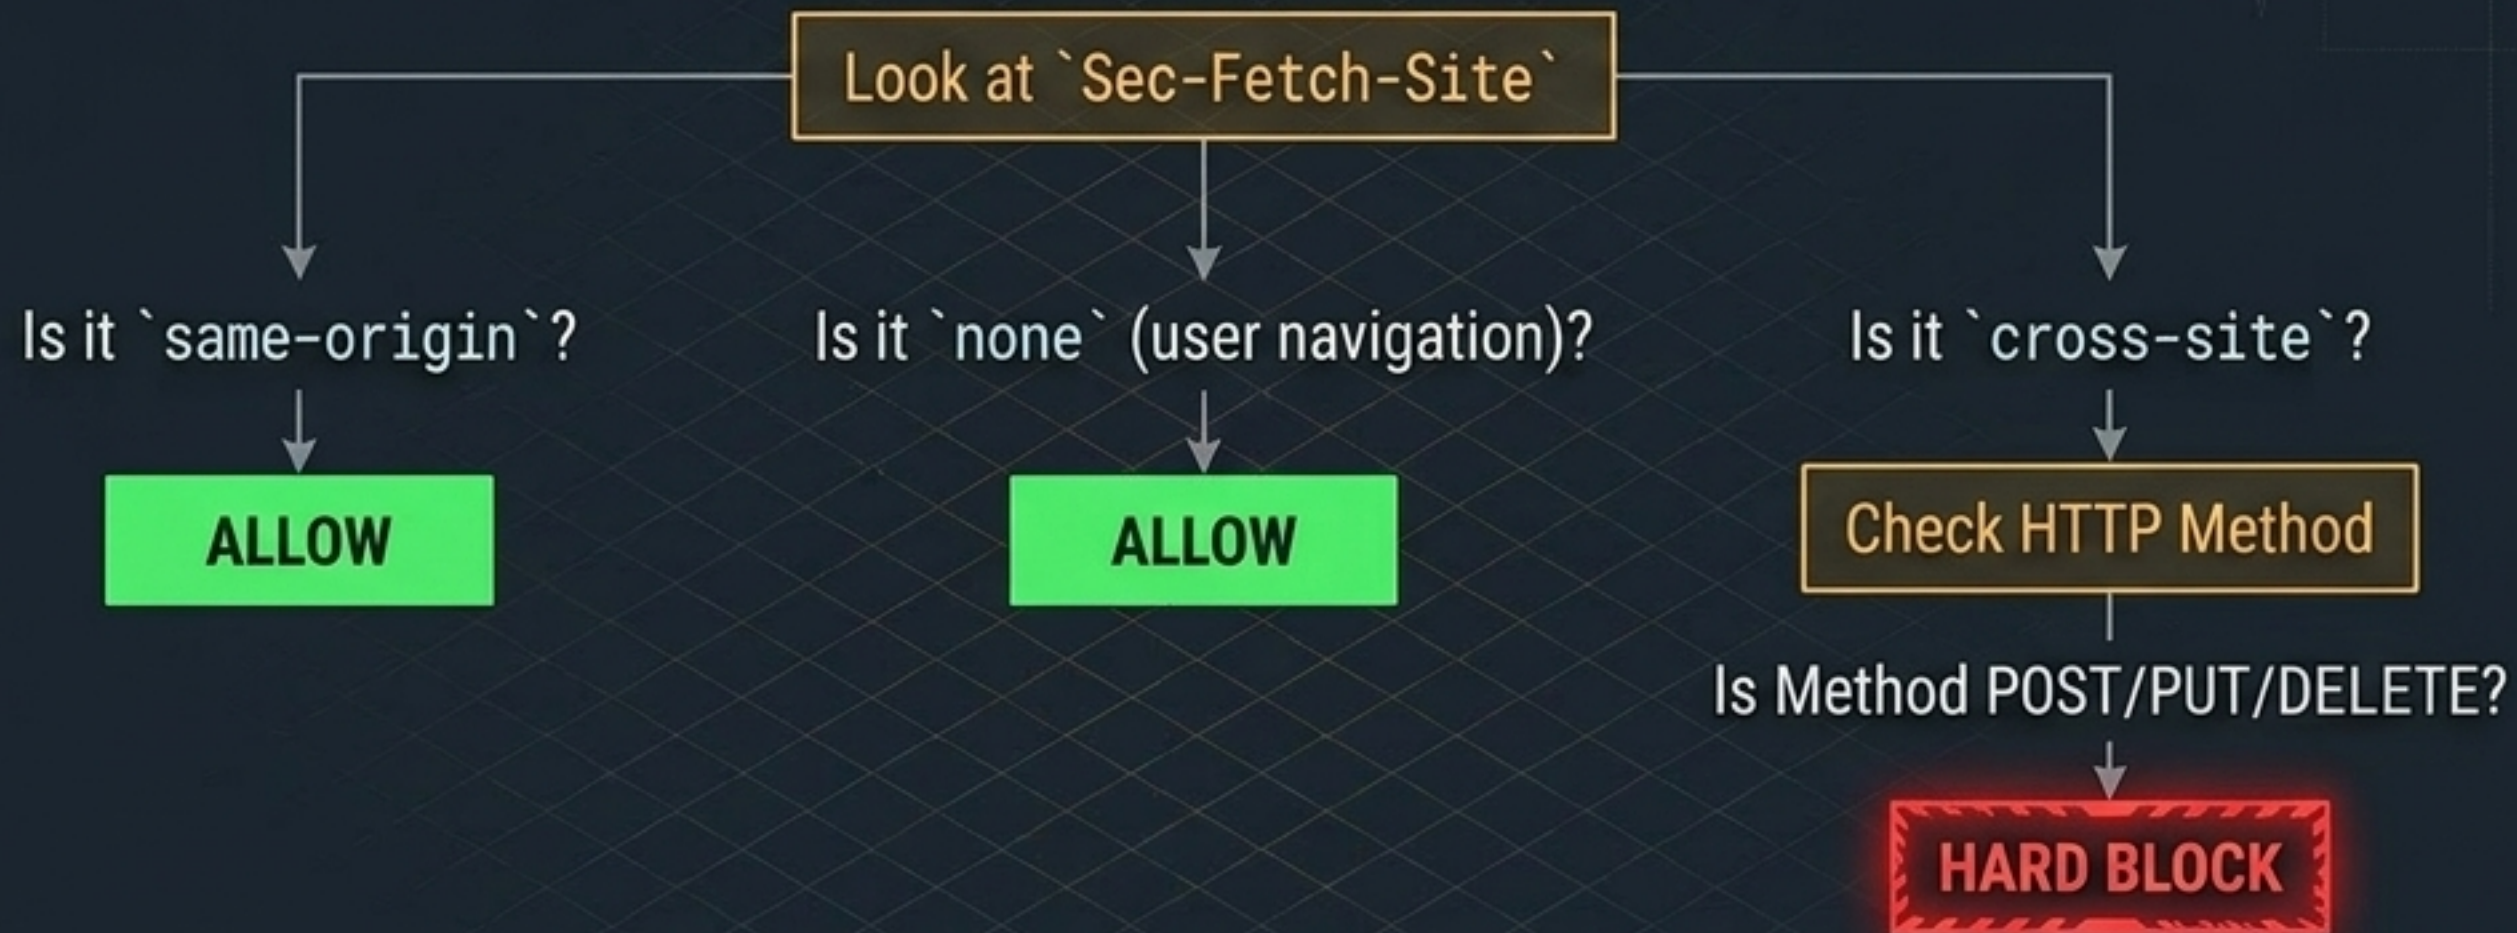 Look at `Sec-Fetch-Site`
Is it `same-origin`?
Is it `none` (user navigation)?
Is it `cross-site`?
ALLOW
ALLOW
Check HTTP Method
Is Method POST/PUT/DELETE?
HARD BLOCK